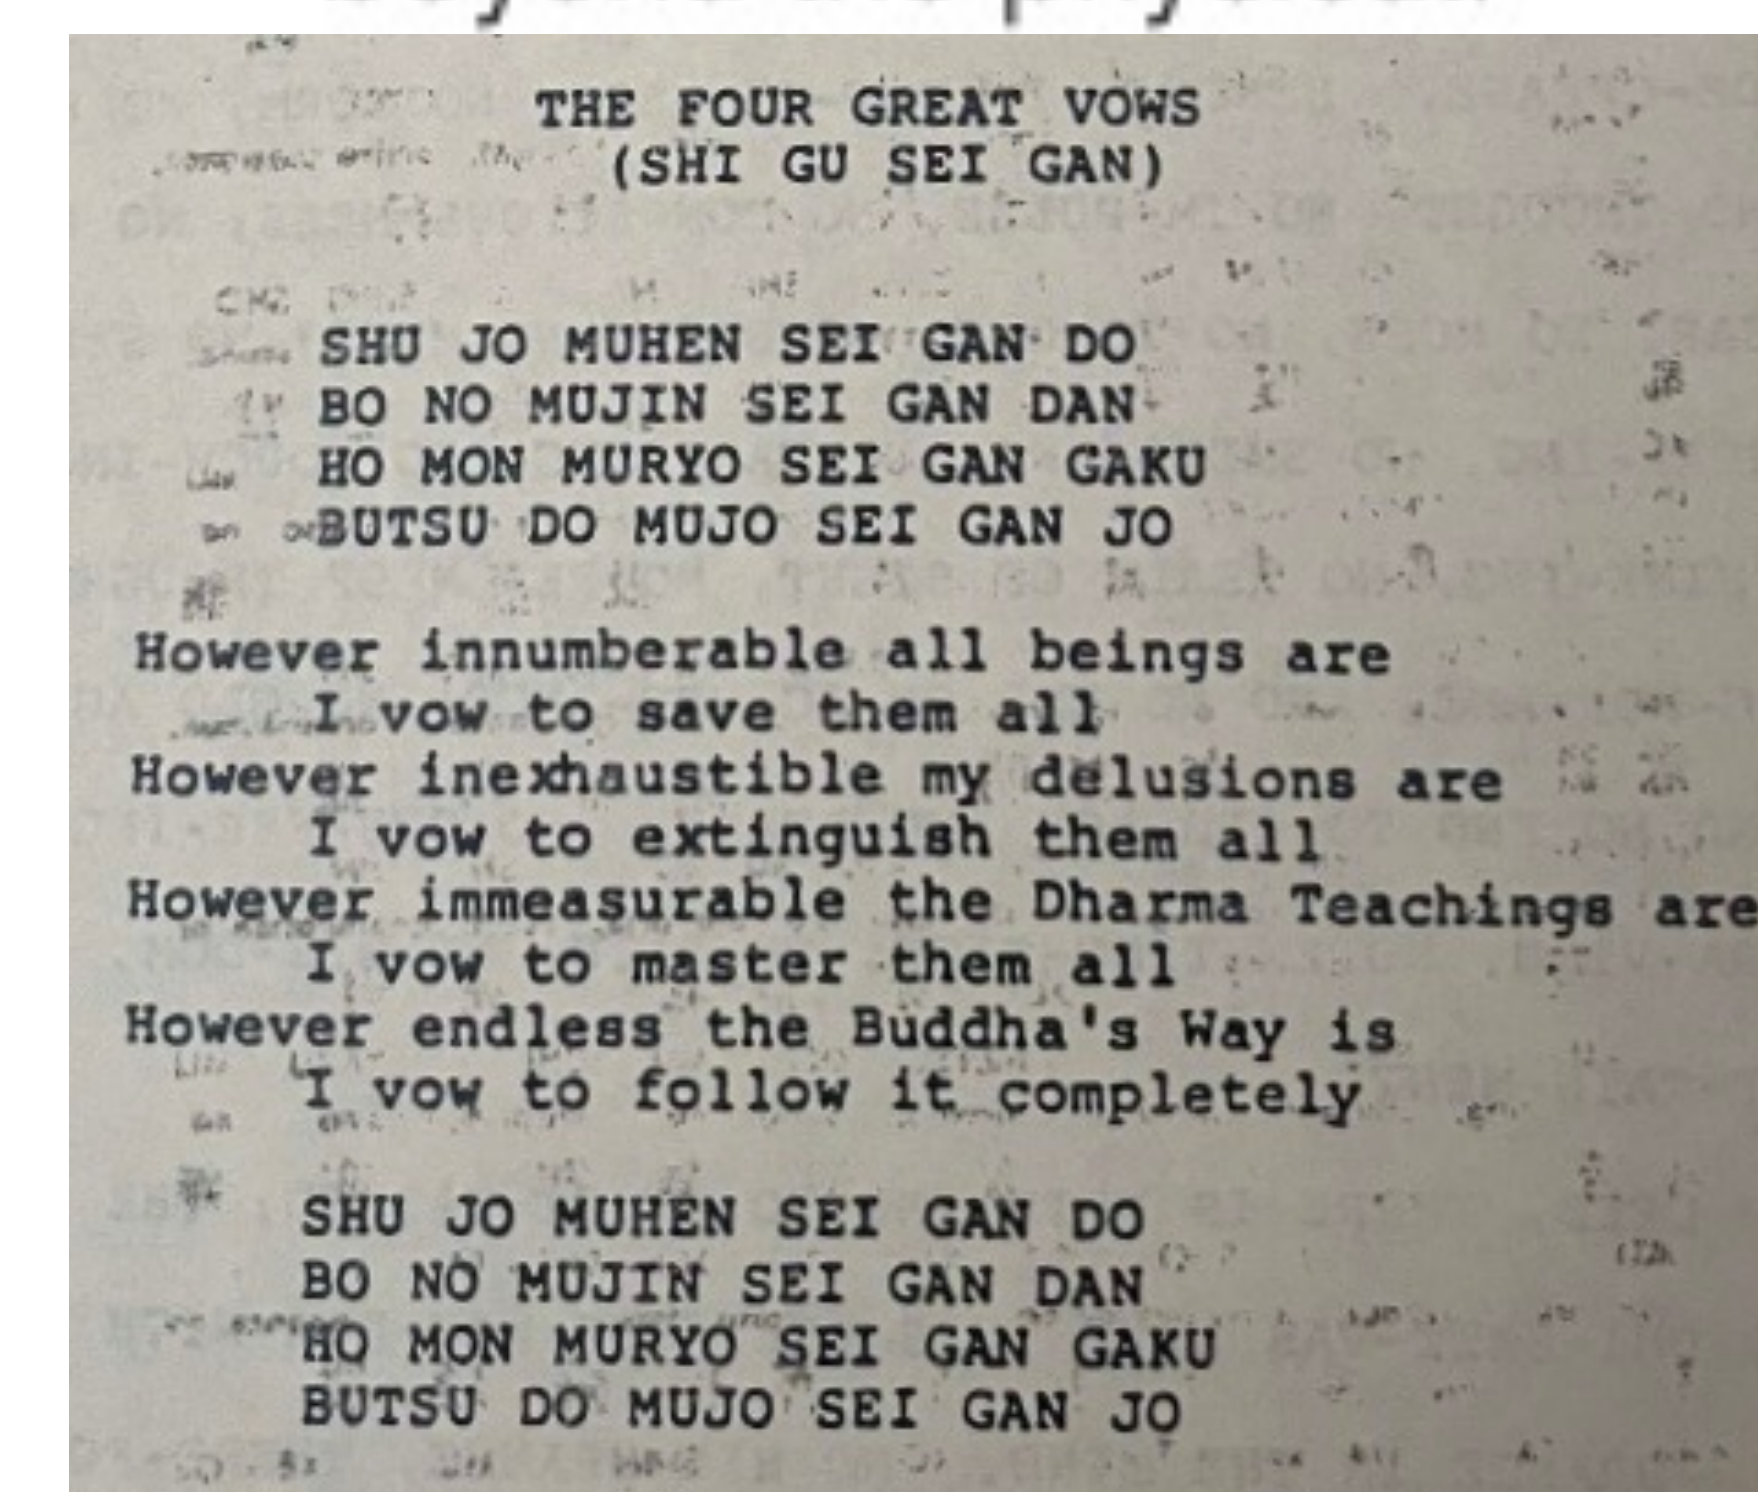 THE FOUR GREAT VOWS
(SHI GU SEI GAN)
SHU JO MUHEN SEI GAN DO
BO NO MUJIN SEI GAN DAN
HO MON MURYO SEI GAN GAKU
BUTSU DO MUJO SEI GAN JO
However innumberable all beings are
I vow to save them all
However inexhaustible my delusions are
I vow to extinguish them all
However immeasurable the Dharma Teachings are
I vow to master them all
However endless the Buddha's Way is
I vow to follow it completely
SHU JO MUHEN SEI GAN DO
BO NO MUJIN SEI GAN DAN
HO MON MURYO SEI GAN GAKU
BUTSU DO MUJO SEI GAN JO